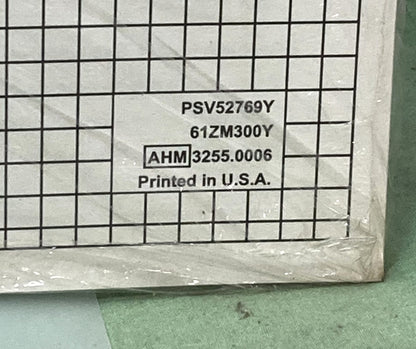 PSV52769Y
61ZM300Y
AHM 3255.0006
Printed in U.S.A.